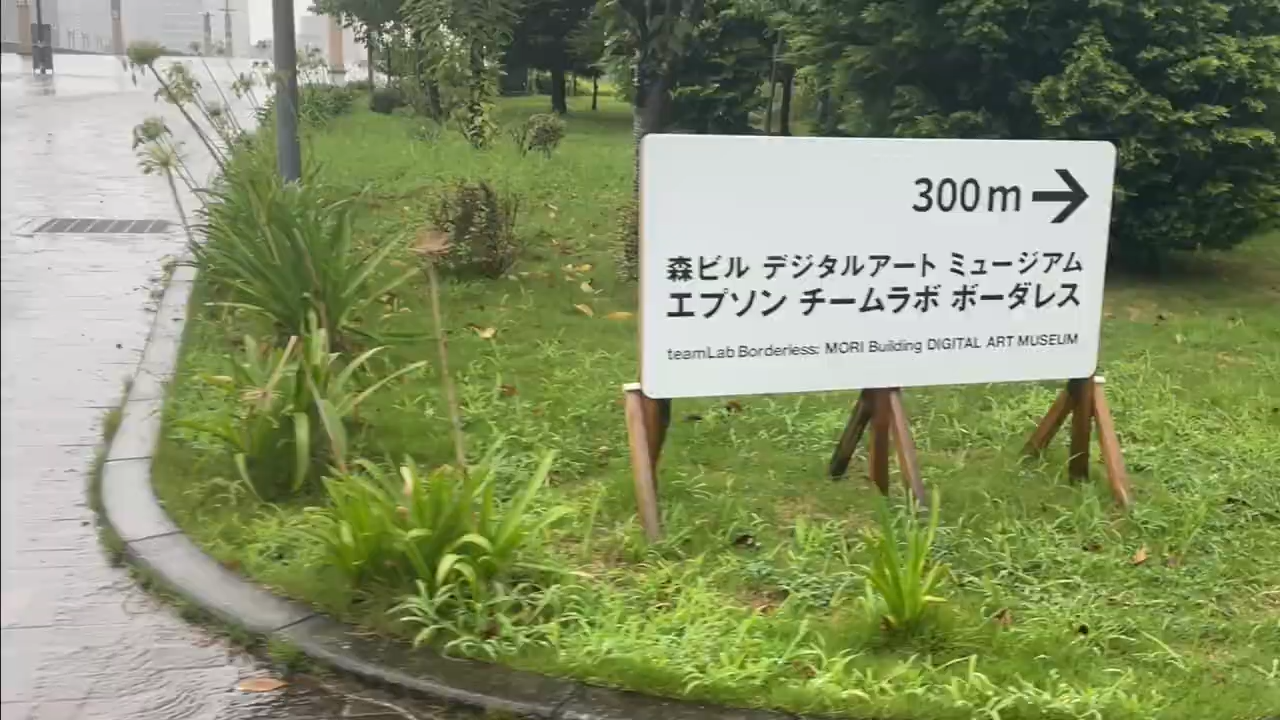 300m →
森ビル デジタルアート ミュージアム
エプソン チームラボ ボーダレス
teamLab Borderless: MORI Building DIGITAL ART MUSEUM